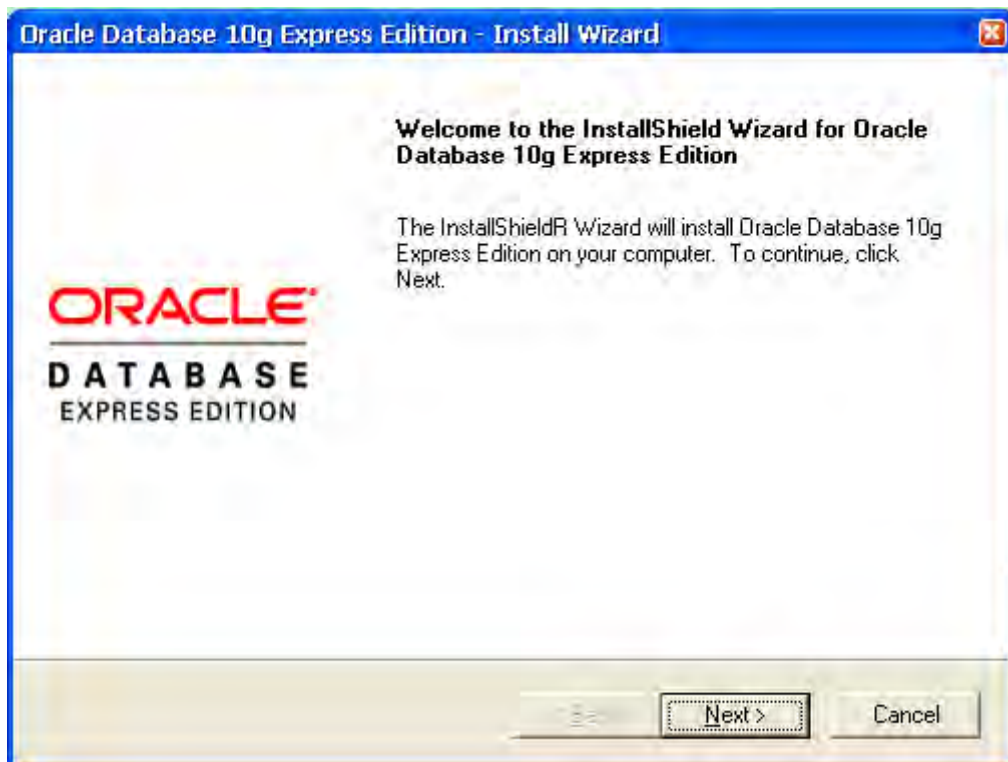 Oracle Database 10g Express Edition - Install Wizard
Welcome to the InstallShield Wizard for Oracle
Database 10g Express Edition
The InstallShieldR Wizard will install Oracle Database 10g
Express Edition on your computer.  To continue, click
Next.
ORACLE
DATABASE
EXPRESS EDITION
Next >
Cancel